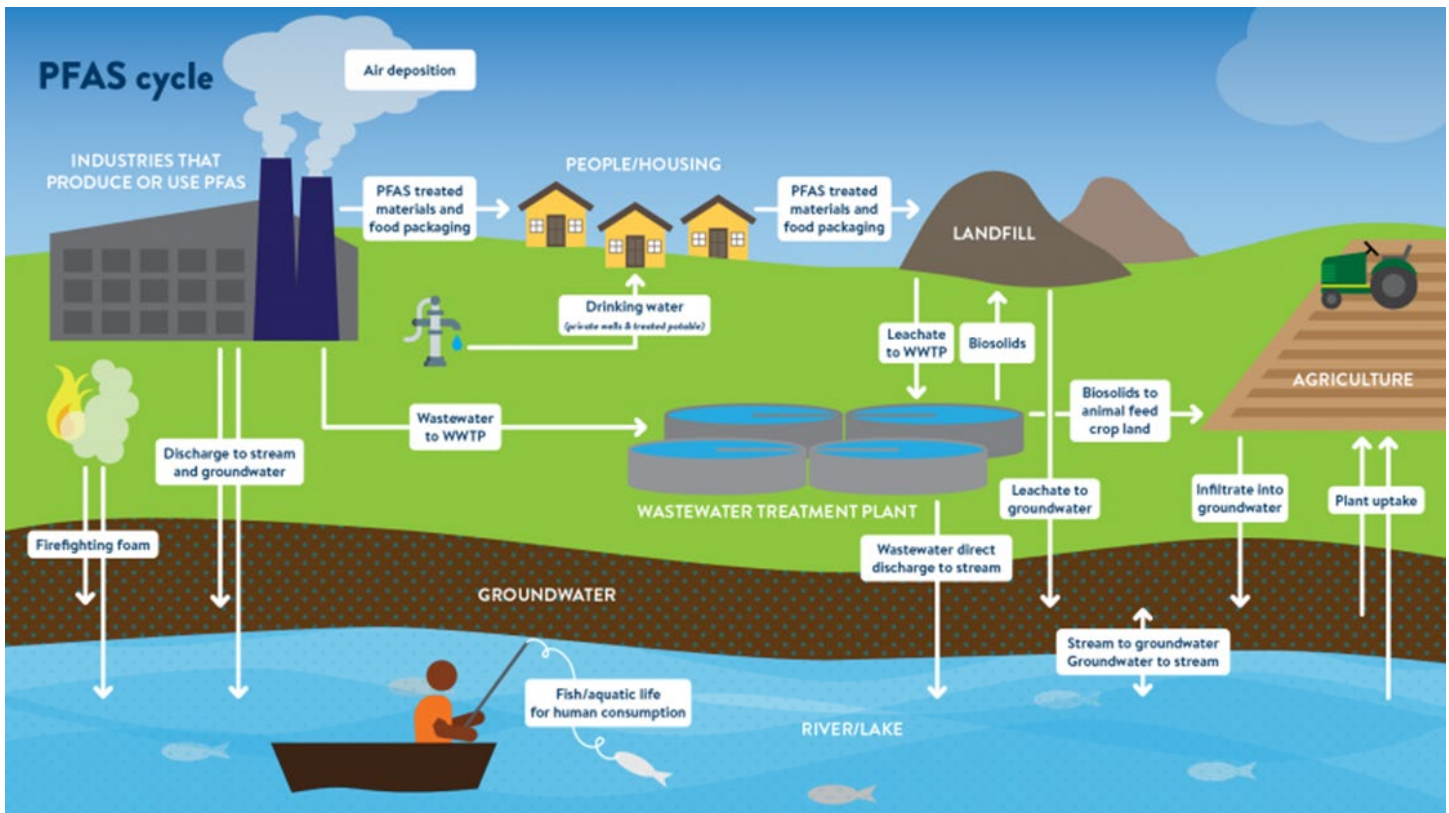 PFAS cycle
Air deposition
INDUSTRIES THAT
PRODUCE OR USE PFAS
PFAS treated
materials and
food packaging
PEOPLE/HOUSING
PFAS treated
materials and
food packaging
LANDFILL
Drinking water
(private wells & treated potable)
Leachate
to WWTP
Biosolids
AGRICULTURE
Wastewater
to WWTP
Biosolids to
animal feed
crop land
Discharge to stream
and groundwater
WASTEWATER TREATMENT PLANT
Leachate to
groundwater
Infiltrate into
groundwater
Plant uptake
Firefighting foam
Wastewater direct
discharge to stream
GROUNDWATER
Stream to groundwater
Groundwater to stream
Fish/aquatic life
for human consumption
RIVER/LAKE